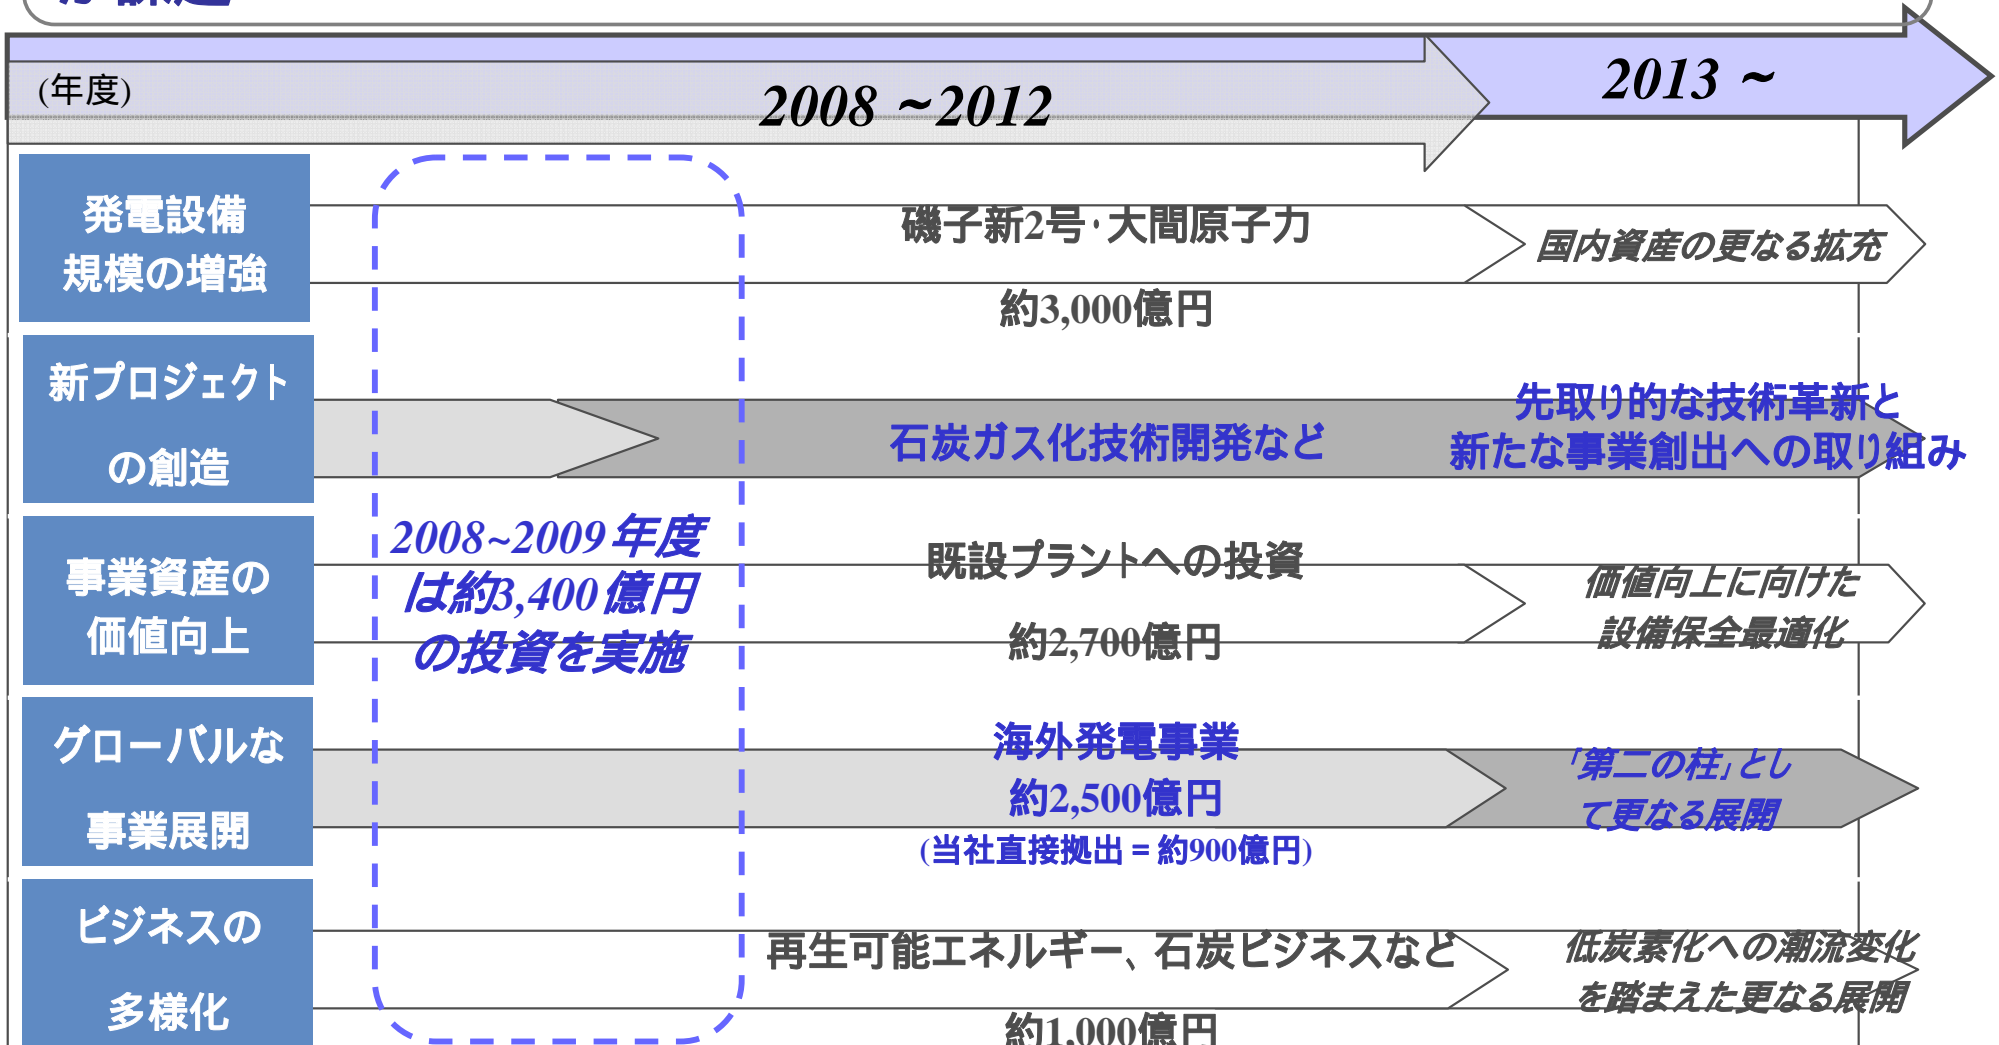 (年度)
2008 ~2012
2013 ~
発電設備
規模の増強
磯子新2号・大間原子力
約3,000億円
国内資産の更なる拡充
新プロジェクト
の創造
石炭ガス化技術開発など
先取り的な技術革新と
新たな事業創出への取り組み
2008~2009年度
は約3,400億円
の投資を実施
事業資産の
価値向上
既設プラントへの投資
約2,700億円
価値向上に向けた
設備保全最適化
グローバルな
事業展開
海外発電事業
約2,500億円
(当社直接拠出 = 約900億円)
「第二の柱」とし
て更なる展開
ビジネスの
多様化
再生可能エネルギー、石炭ビジネスなど
約1,000億円
低炭素化への潮流変化
を踏まえた更なる展開